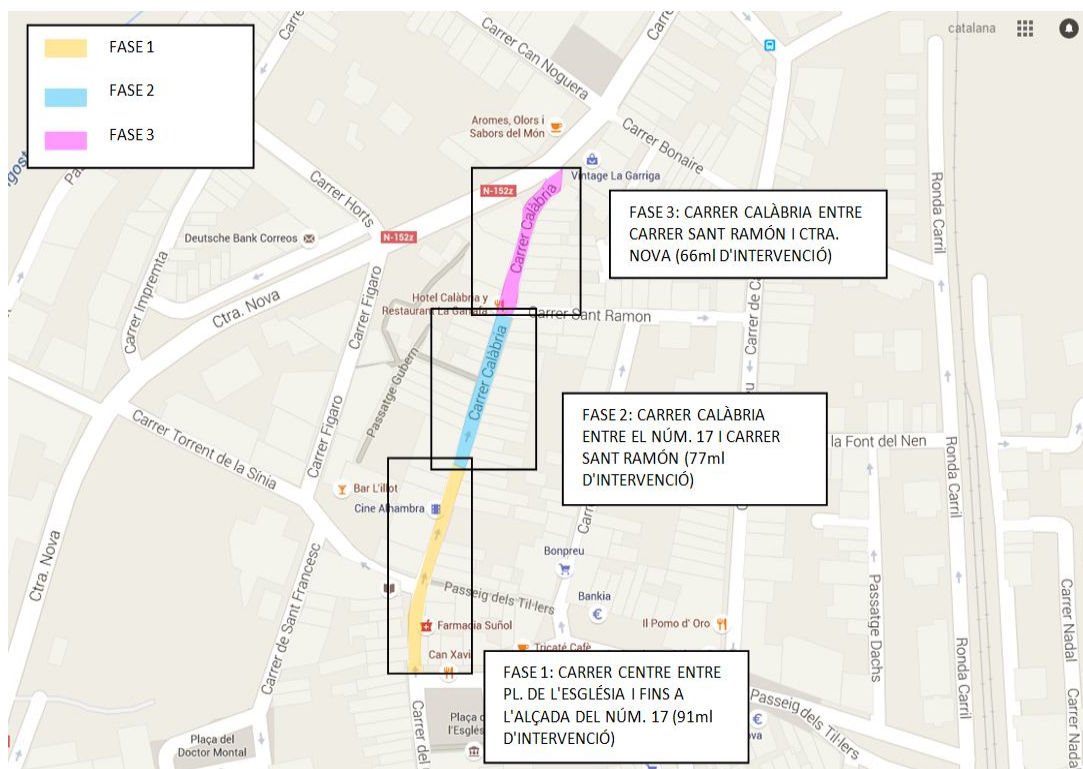 catalana
FASE 1
FASE 2
FASE 3
Carrer Can Noguera
Aromes, Olors i
Sabors del Món
Carrer Bonaire
Vintage La Garriga
N-152z
Carrer Horts
Deutsche Bank Correos
N-152z
Carrer Calàbria
FASE 3: CARRER CALÀBRIA ENTRE
CARRER SANT RAMÓN I CTRA.
NOVA (66ml D'INTERVENCIÓ)
Ronda Carril
Ctra. Nova
Carrer Impremta
Carrer Figaro
Hotel Calàbria y
Restaurant La Garrafa
Carrer Sant Ramon
Carrer Calàbria
Passatge Gubern
Carrer Figaro
Carrer Torrent de la Sínia
FASE 2: CARRER CALÀBRIA
ENTRE EL NÚM. 17 I CARRER
SANT RAMÓN (77ml
D'INTERVENCIÓ)
la Font del Nen
Ronda Carril
Bar L'illot
Cine Alhambra
Ctra. Nova
Carrer de Sant Francesc
Bonpreu
Passeig dels Til·lers
Bankia
Farmacia Suñol
Il Pomo d' Oro
Passatge Dachs
Carrer Nadal
Can Xavi
Tricaté Cafè
FASE 1: CARRER CENTRE ENTRE
PL. DE L'ESGLÉSIA I FINS A
L'ALÇADA DEL NÚM. 17 (91ml
D'INTERVENCIÓ)
Passeig dels Til·lers
Ronda Carril
Plaça del
Doctor Montal